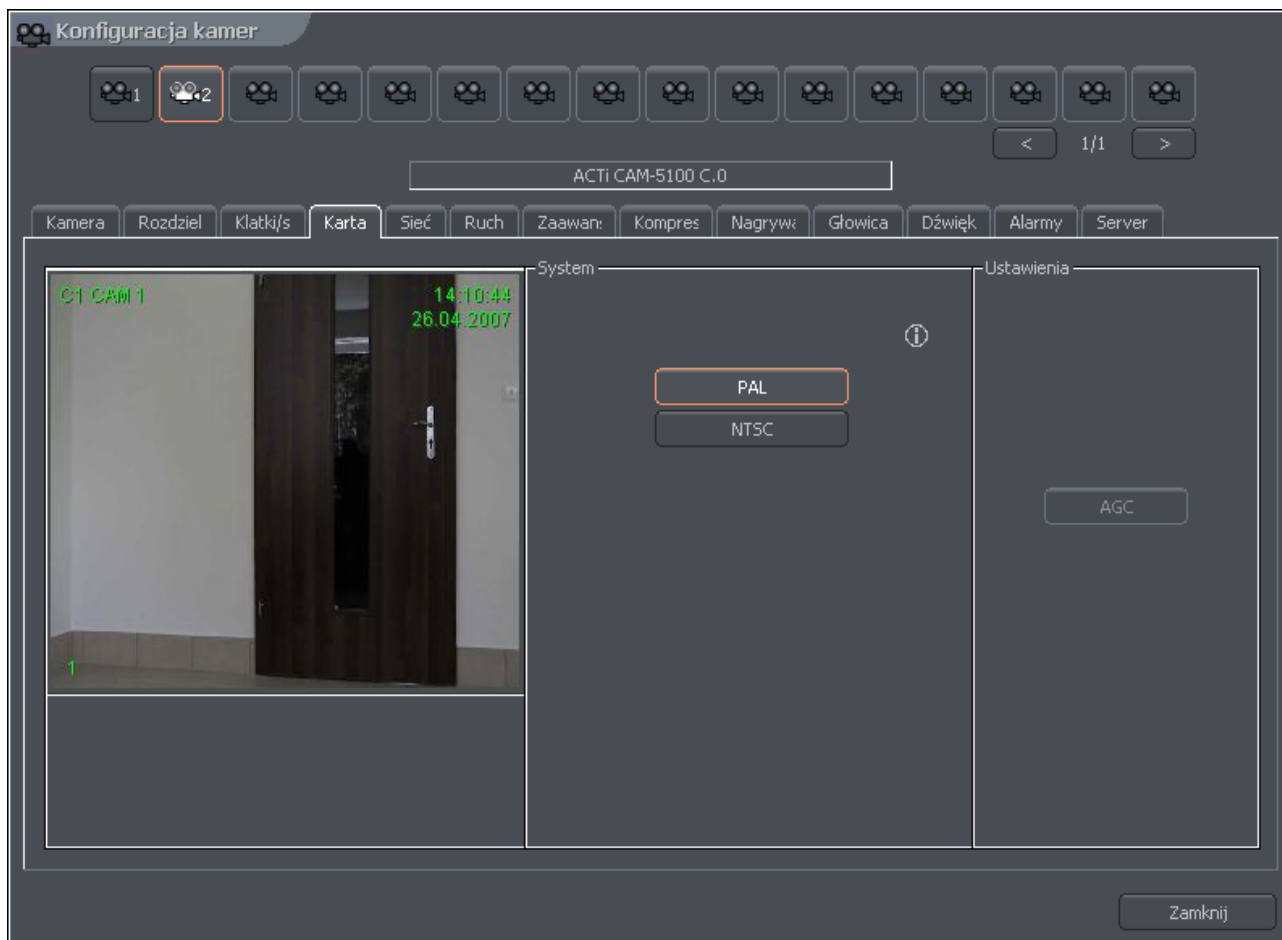 Konfiguracja kamer
1
2
< 1/1 >
ACTi CAM-5100 C.0
Kamera Rozdziel Klatki/s Karta Sieć Ruch Zaawan: Kompres Nagrywa Głowica Dźwięk Alarmy Server
System
Ustawienia
C1 CAM 1
14:10:44
26.04.2007
PAL
NTSC
AGC
1
Zamknij